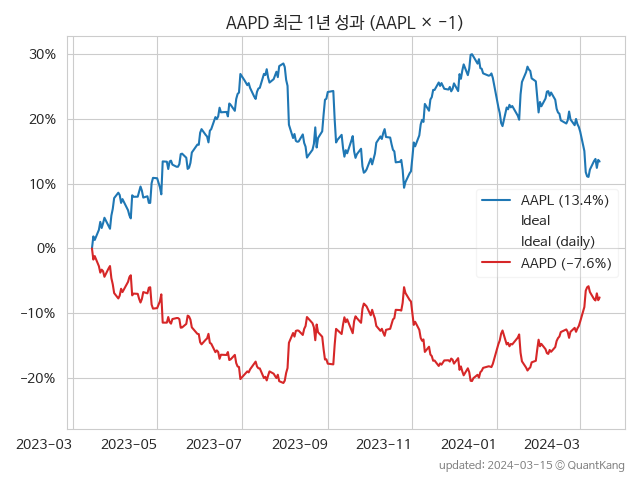 AAPD 최근 1년 성과 (AAPL × −1)
30%
20%
10%
0%
−10%
−20%
AAPL (13.4%)
Ideal
Ideal (daily)
AAPD (−7.6%)
2023-03 2023-05 2023-07 2023-09 2023-11 2024-01 2024-03
updated: 2024-03-15 ⓒ QuantKang